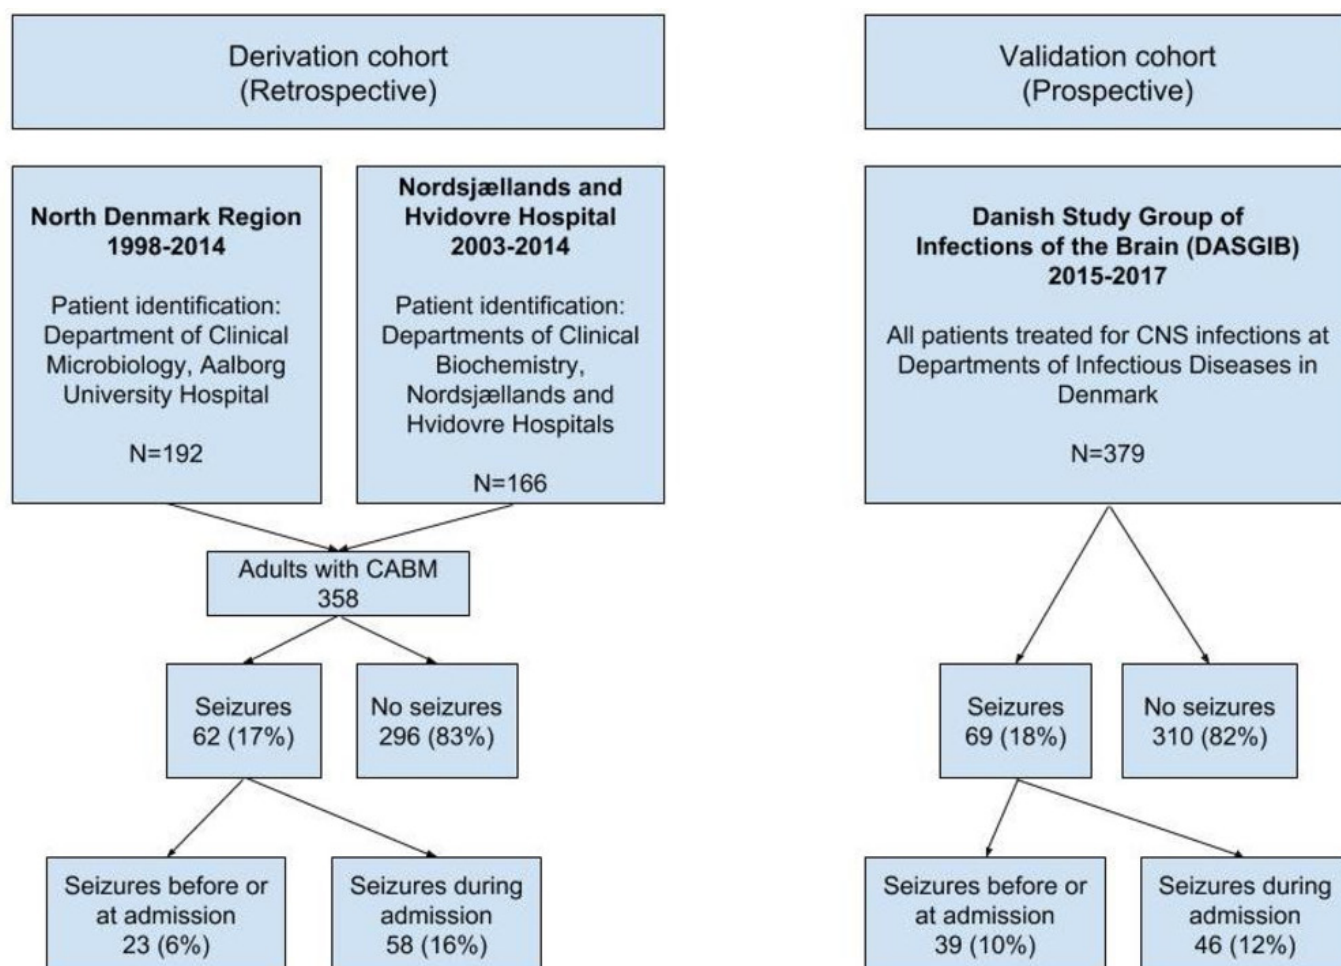 Derivation cohort
(Retrospective)
Validation cohort
(Prospective)
North Denmark Region
1998-2014
Patient identification:
Department of Clinical
Microbiology, Aalborg
University Hospital
N=192
Nordsjællands and
Hvidovre Hospital
2003-2014
Patient identification:
Departments of Clinical
Biochemistry,
Nordsjællands and
Hvidovre Hospitals
N=166
Danish Study Group of
Infections of the Brain (DASGIB)
2015-2017
All patients treated for CNS infections at
Departments of Infectious Diseases in
Denmark
N=379
Adults with CABM
358
Seizures
62 (17%)
No seizures
296 (83%)
Seizures
69 (18%)
No seizures
310 (82%)
Seizures before or
at admission
23 (6%)
Seizures during
admission
58 (16%)
Seizures before or
at admission
39 (10%)
Seizures during
admission
46 (12%)